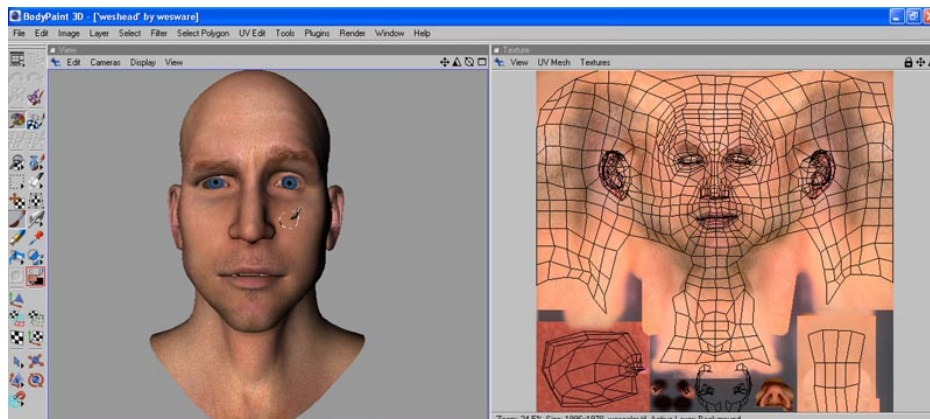 BodyPaint 3D - ['weshead' by wesware]
File Edit Image Layer Select Filter Select Polygon UV Edit Tools Plugins Render Window Help
View
Edit Cameras Display View
Texture
View UV Mesh Textures